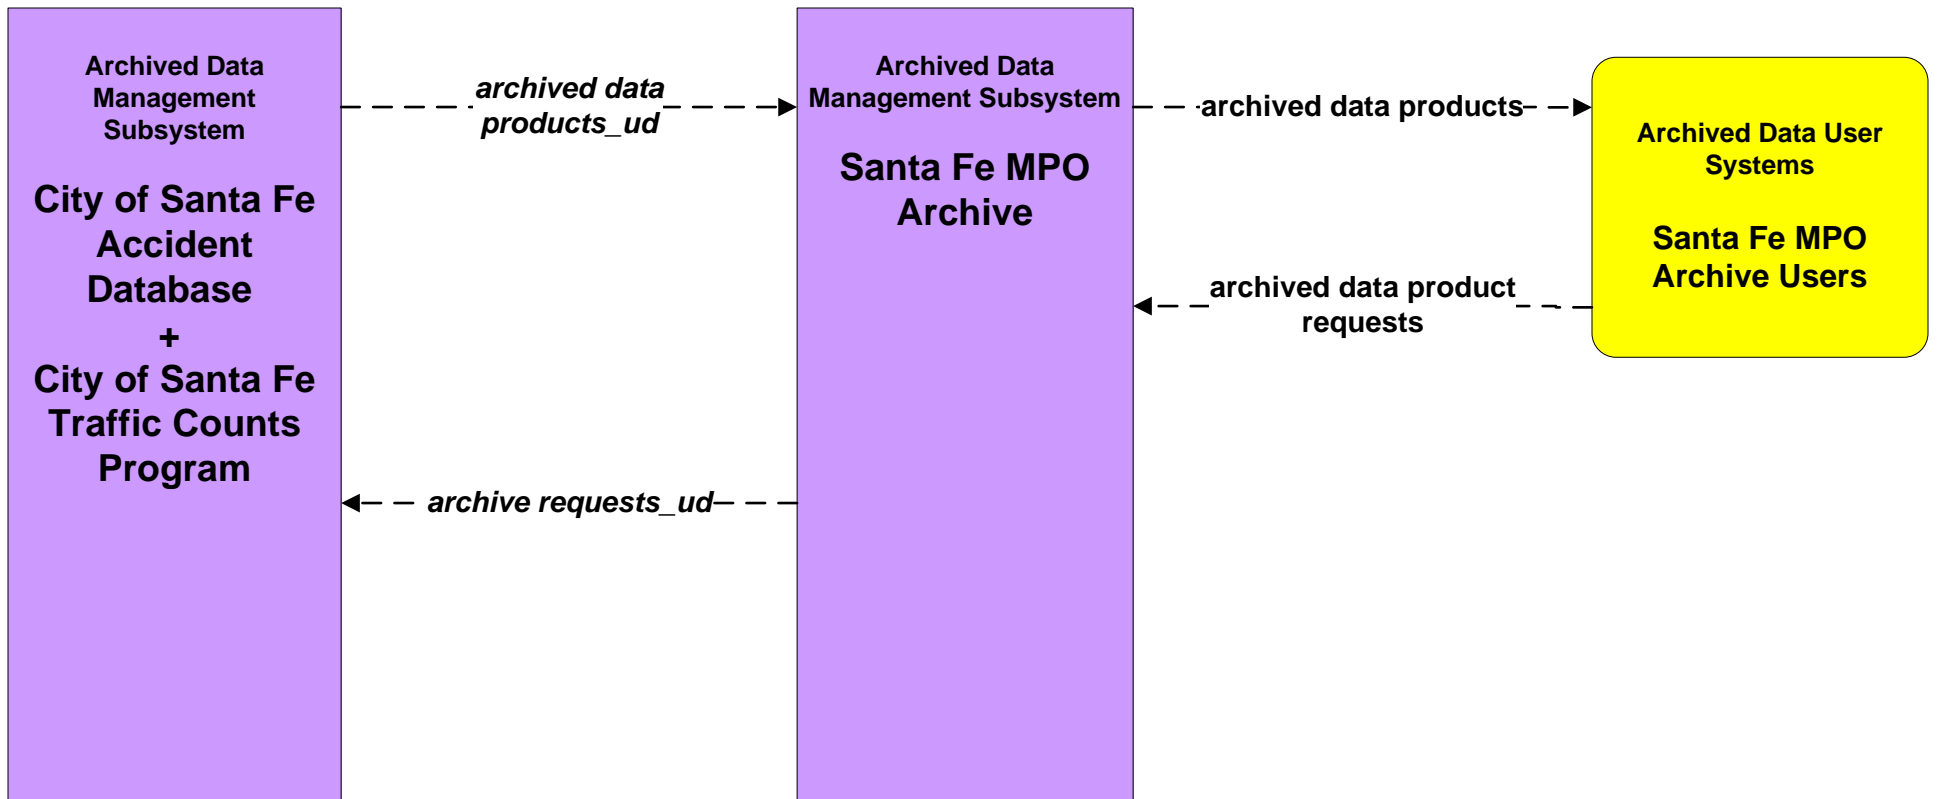 Archived Data
Management
Subsystem
City of Santa Fe
Accident
Database
+
City of Santa Fe
Traffic Counts
Program
archived data
products_ud
archive requests_ud
Archived Data
Management Subsystem
Santa Fe MPO
Archive
archived data products
archived data product
requests
Archived Data User
Systems
Santa Fe MPO
Archive Users